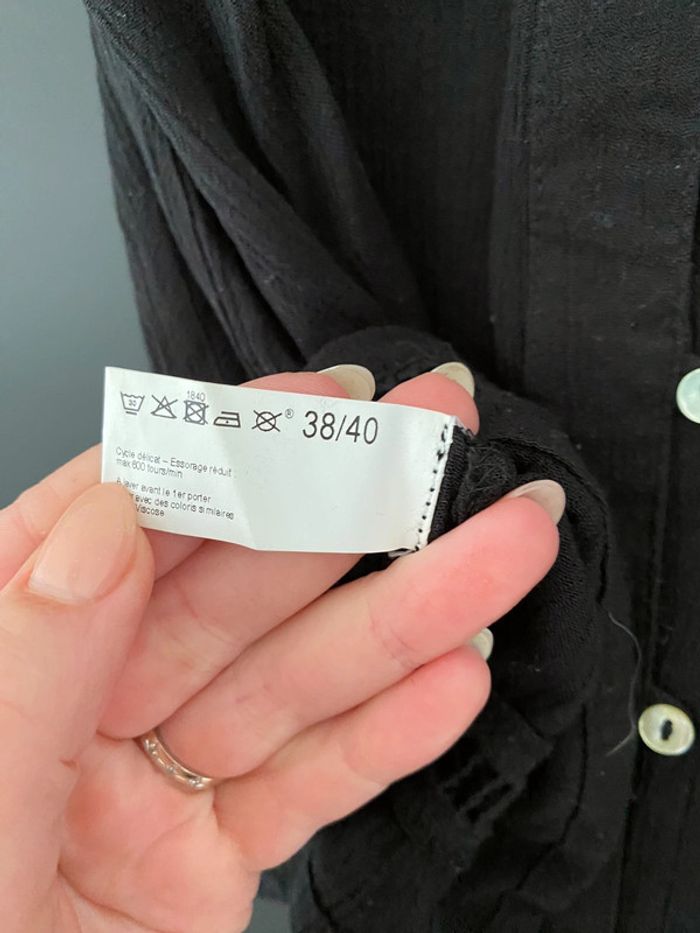 30
1840
® 38/40
Cycle délicat – Essorage réduit :
max 600 tours/min
laver avant le 1er porter
avec des coloris similaires
Viscose